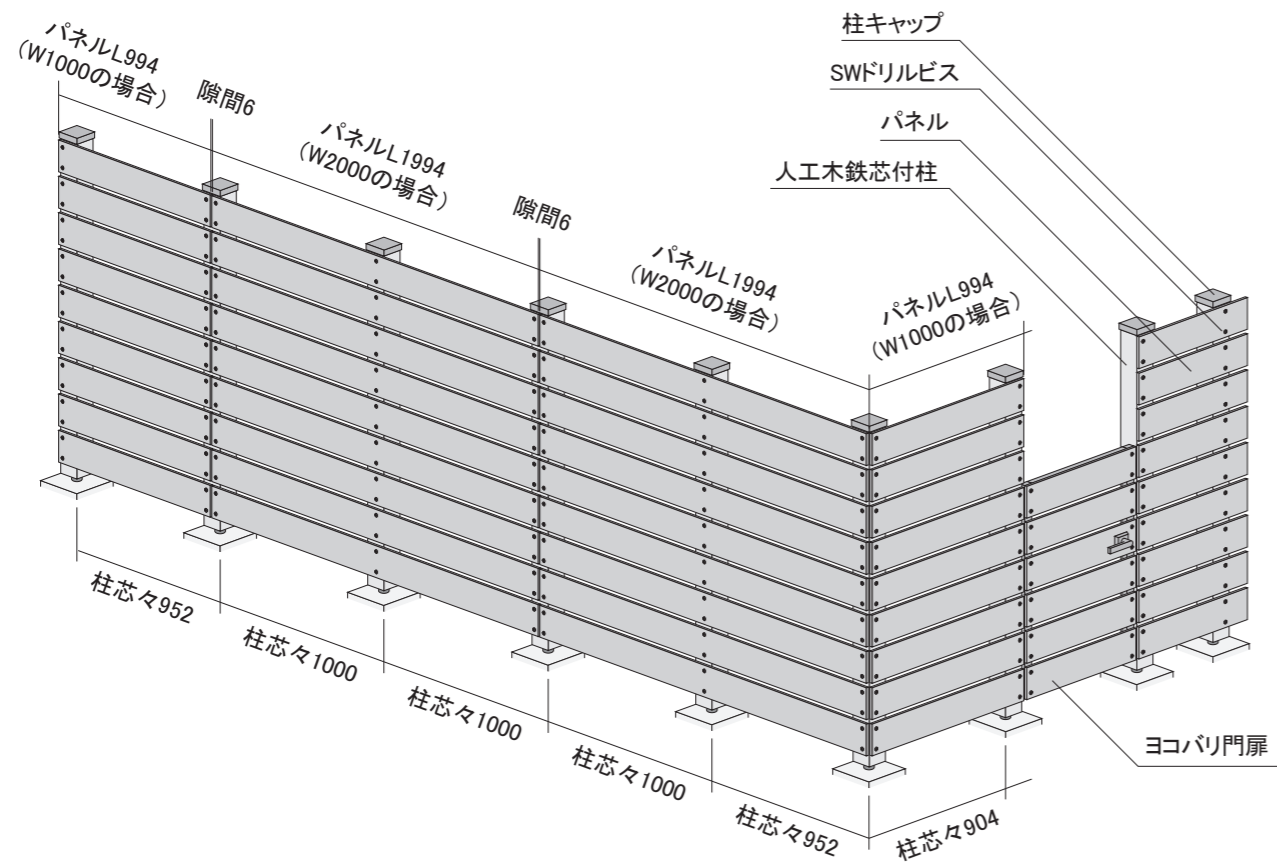 パネルL994
(W1000の場合)
隙間6
パネルL1994
(W2000の場合)
隙間6
パネルL1994
(W2000の場合)
パネルL994
(W1000の場合)
柱キャップ
SWドリルビス
パネル
人工木鉄芯付柱
ヨコバリ門扉
柱芯々952
柱芯々1000
柱芯々1000
柱芯々1000
柱芯々952
柱芯々904